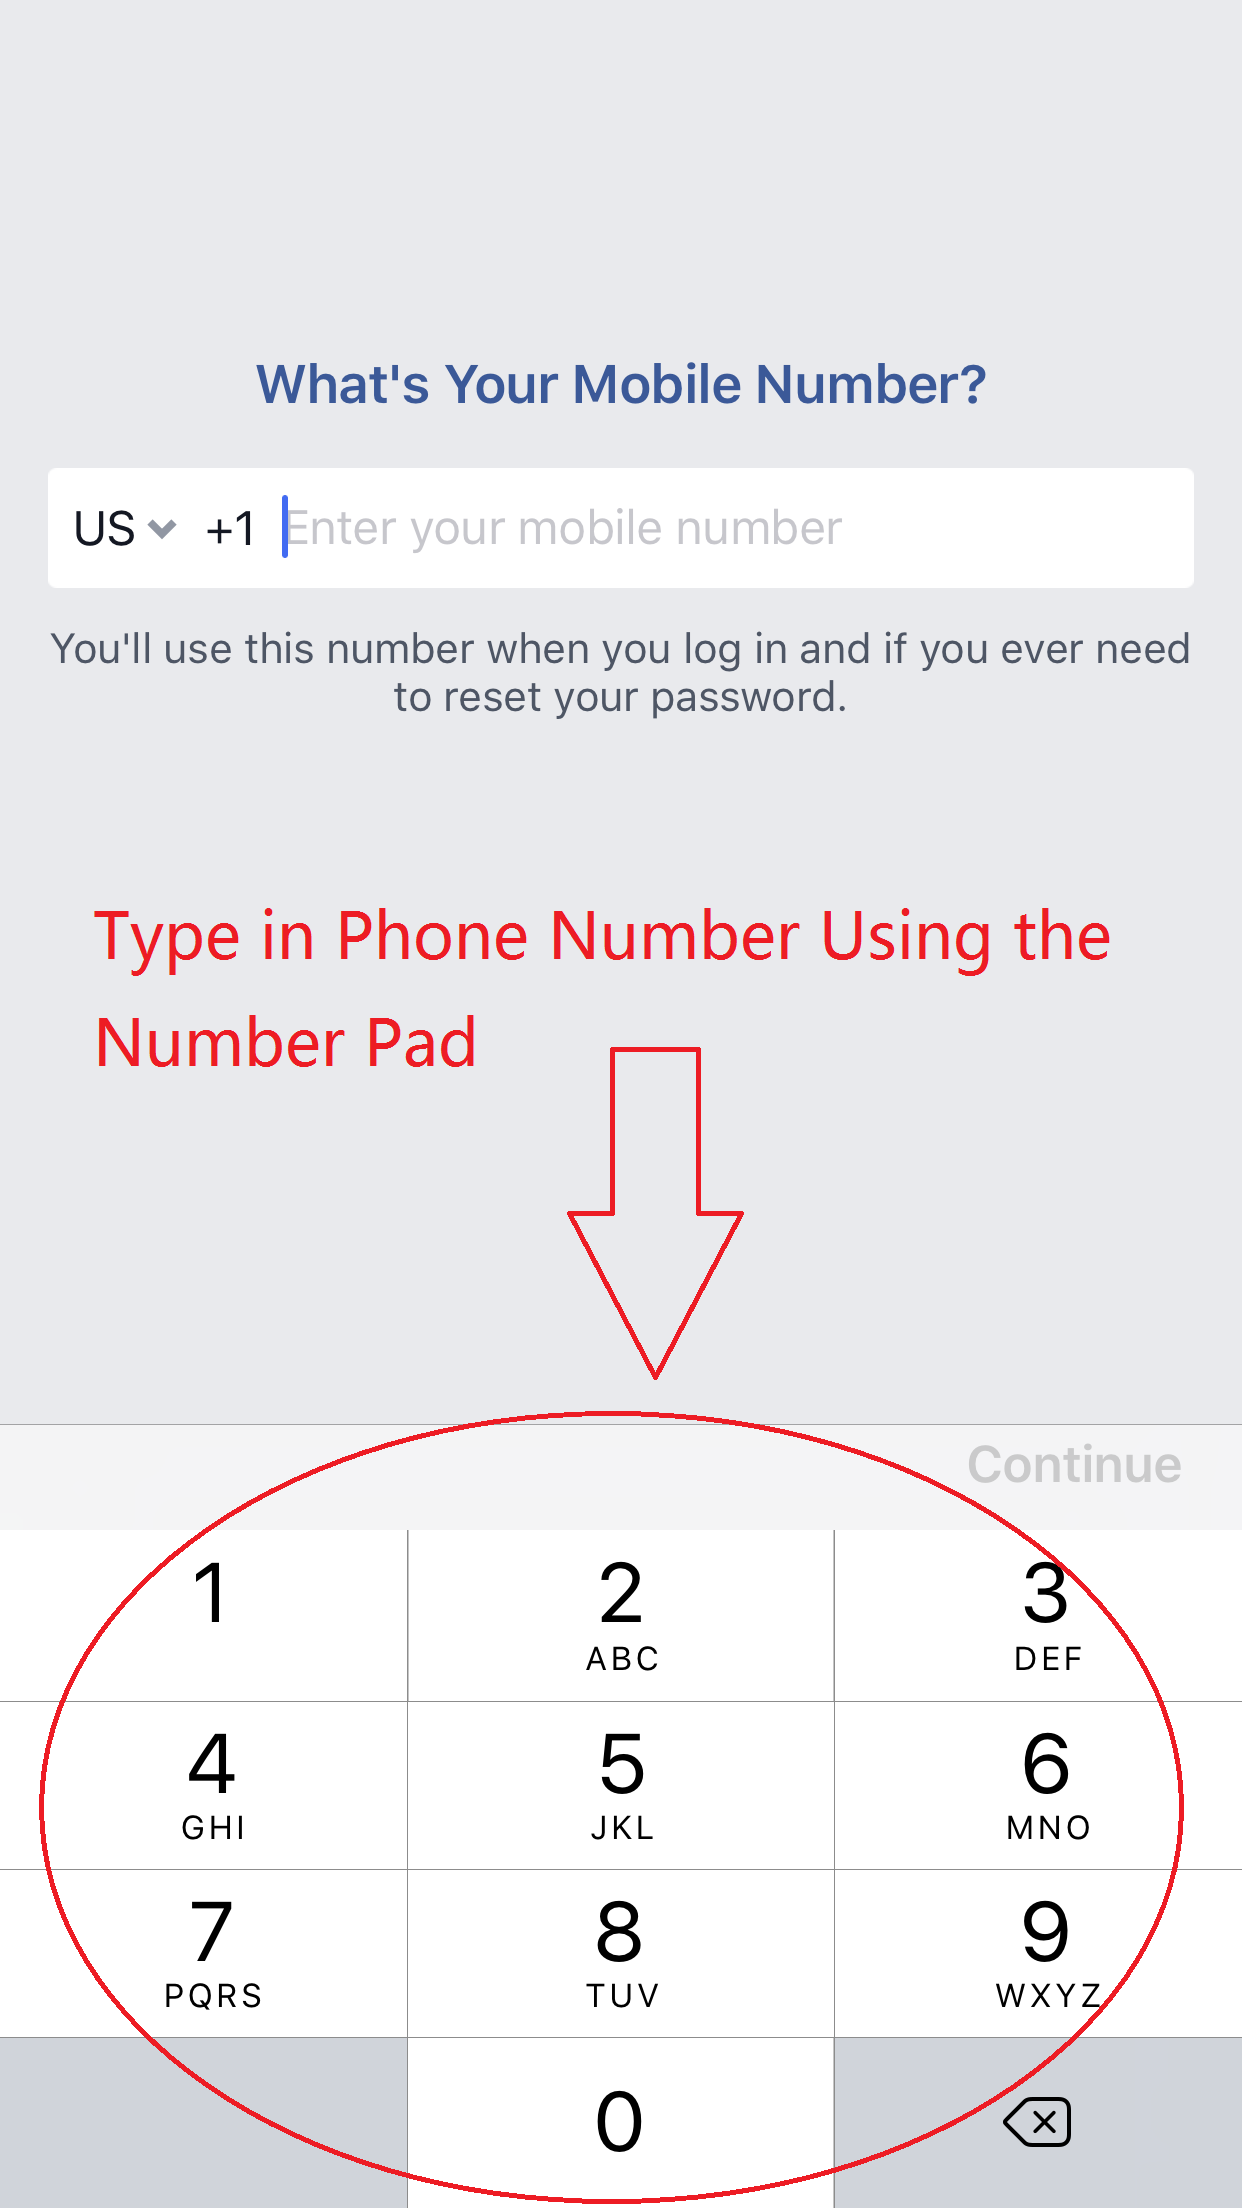 What's Your Mobile Number?
US +1 Enter your mobile number
You'll use this number when you log in and if you ever need
to reset your password.
Type in Phone Number Using the
Number Pad
Continue
1 2 3
ABC DEF
4 5 6
GHI JKL MNO
7 8 9
PQRS TUV WXYZ
0